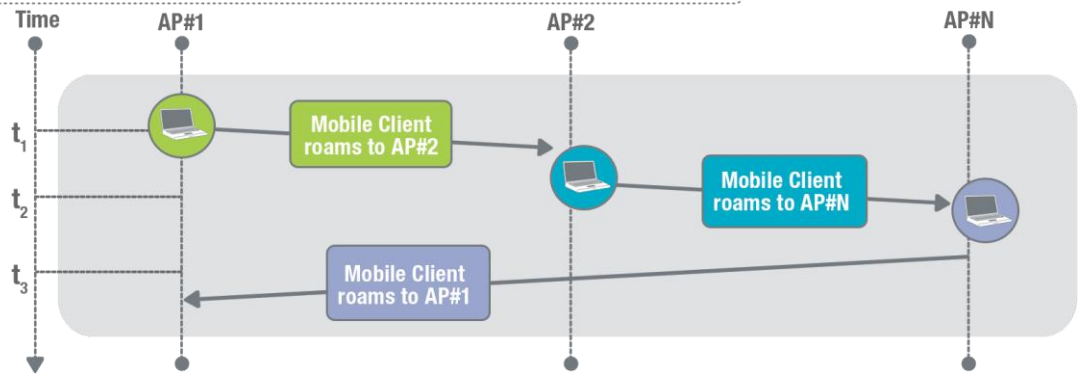 Time
AP#1
AP#2
AP#N
t1
Mobile Client
roams to AP#2
Mobile Client
roams to AP#N
t2
t3
Mobile Client
roams to AP#1